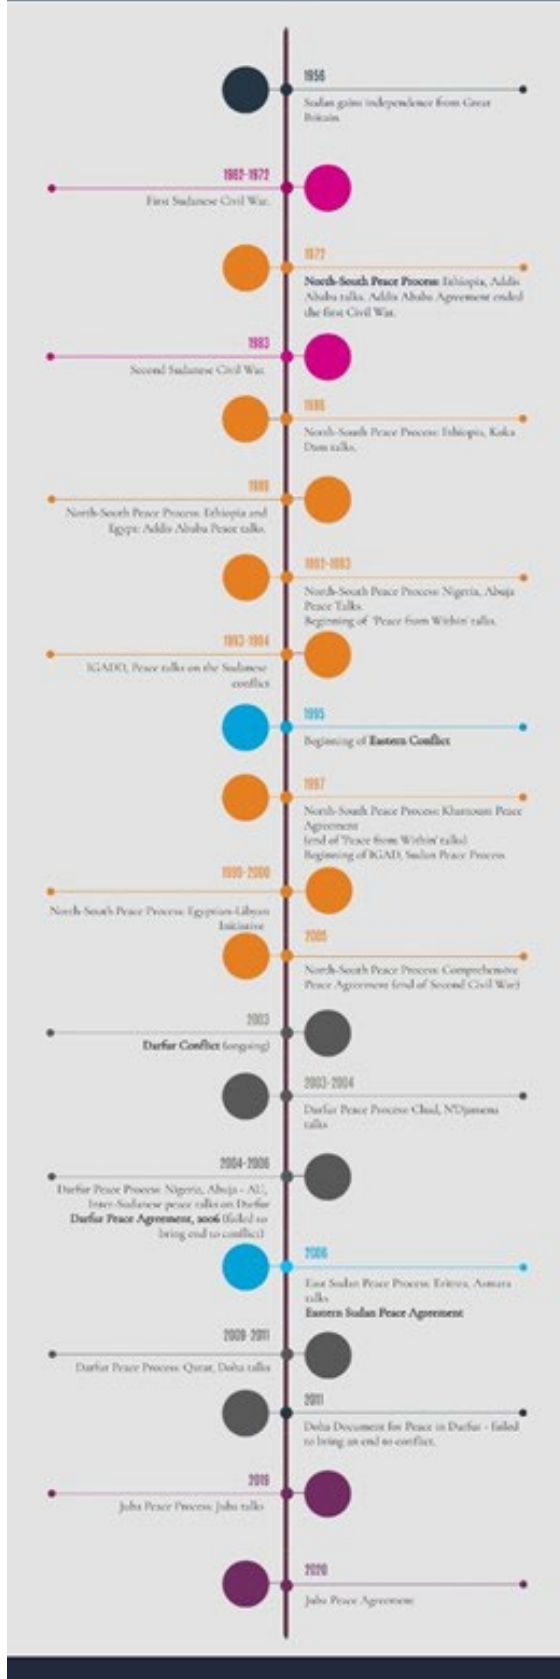 1956
Sudan gains independence from Great
Britain.
1962-1972
First Sudanese Civil War.
1972
North-South Peace Process: Ethiopia, Addis
Ababa talks. Addis Ababa Agreement ended
the first Civil War.
1983
Second Sudanese Civil War.
1986
North-South Peace Process: Ethiopia, Koka
Dam talks.
1989
North-South Peace Process: Ethiopia and
Egypt: Addis Ababa Peace talks.
1992-1993
North-South Peace Process: Nigeria, Abuja
Peace Talks.
Beginning of 'Peace from Within' talks.
1993-1994
IGADD, Peace talks on the Sudanese
conflict
1995
Beginning of Eastern Conflict
1997
North-South Peace Process: Khartoum Peace
Agreement
(end of 'Peace from Within' talks)
Beginning of IGAD, Sudan Peace Process
1999-2000
North-South Peace Process: Egyptian-Libyan
Initiative
2005
North-South Peace Process: Comprehensive
Peace Agreement (end of Second Civil War)
2003
Darfur Conflict (ongoing)
2003-2004
Darfur Peace Process: Chad, N'Djamena
talks
2004-2006
Darfur Peace Process: Nigeria, Abuja - AU,
Inter-Sudanese peace talks on Darfur
Darfur Peace Agreement, 2006 (failed to
bring end to conflict)
2006
East Sudan Peace Process: Eritrea, Asmara
talks
Eastern Sudan Peace Agreement
2009-2011
Darfur Peace Process: Qatar, Doha talks
2011
Doha Document for Peace in Darfur - failed
to bring an end to conflict.
2019
Juba Peace Process: Juba talks
2020
Juba Peace Agreement